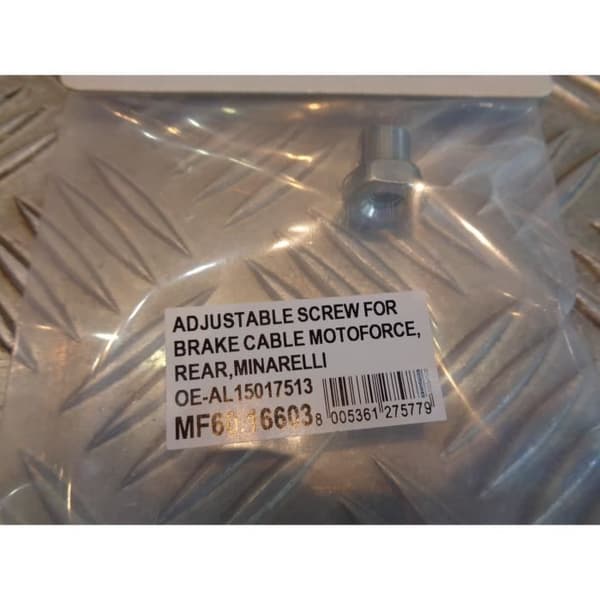 ADJUSTABLE SCREW FOR
BRAKE CABLE MOTOFORCE,
REAR,MINARELLI
OE-AL15017513
8 005361 275779